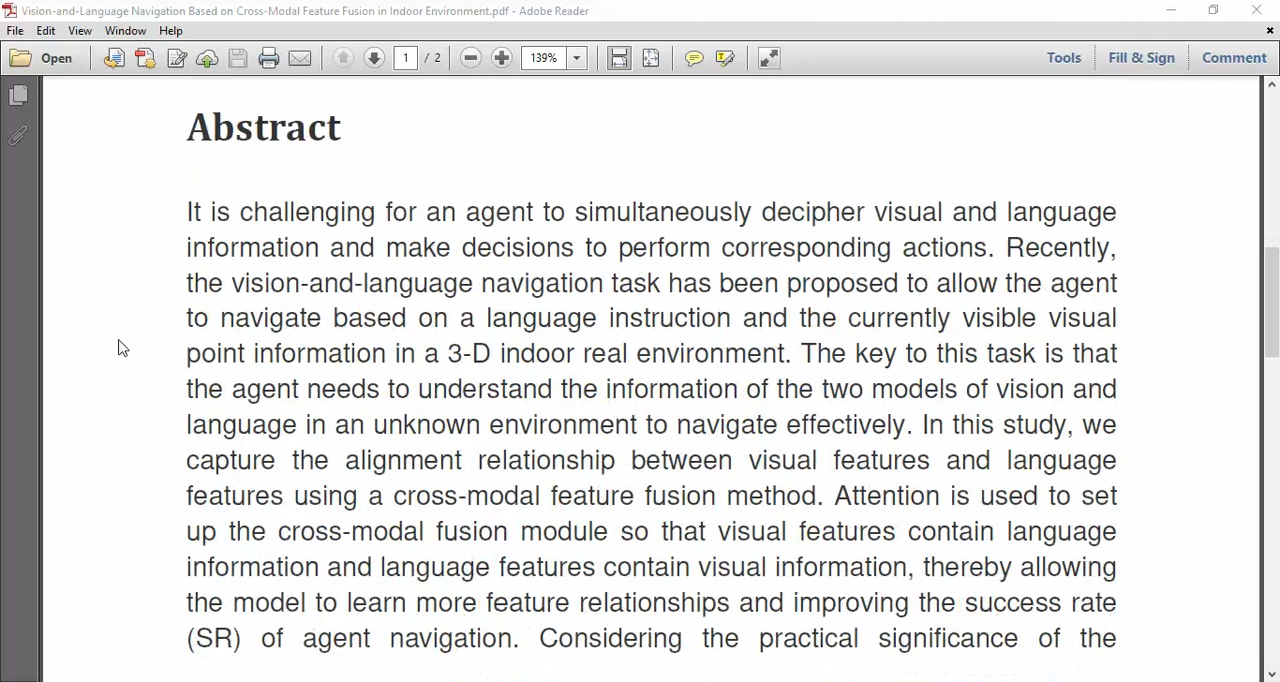 Vision-and-Language Navigation Based on Cross-Modal Feature Fusion in Indoor Environment.pdf - Adobe Reader
File Edit View Window Help
Open 1 / 2 139% Tools Fill & Sign Comment
Abstract
It is challenging for an agent to simultaneously decipher visual and language
information and make decisions to perform corresponding actions. Recently,
the vision-and-language navigation task has been proposed to allow the agent
to navigate based on a language instruction and the currently visible visual
point information in a 3-D indoor real environment. The key to this task is that
the agent needs to understand the information of the two models of vision and
language in an unknown environment to navigate effectively. In this study, we
capture the alignment relationship between visual features and language
features using a cross-modal feature fusion method. Attention is used to set
up the cross-modal fusion module so that visual features contain language
information and language features contain visual information, thereby allowing
the model to learn more feature relationships and improving the success rate
(SR) of agent navigation. Considering the practical significance of the